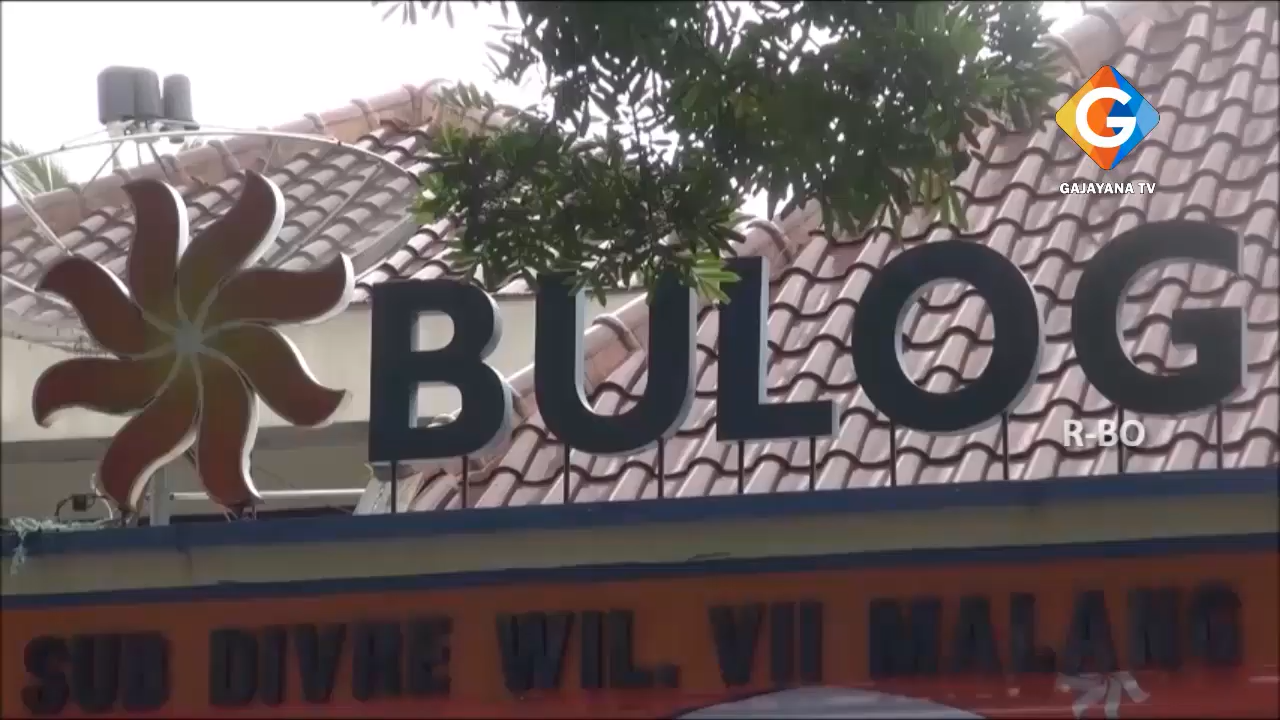 G
GAJAYANA TV
BULOG
R-BO
SUB DIVRE WIL. VII MALANG